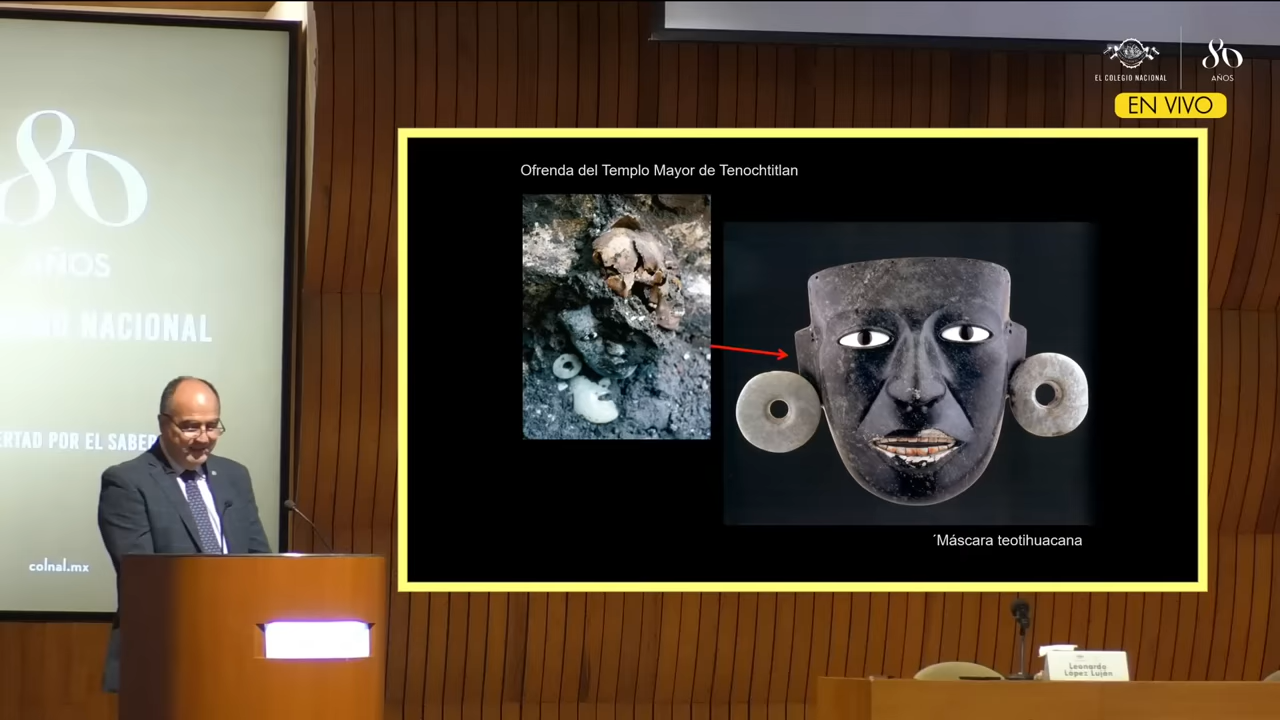 80
AÑOS
NACIONAL
ERTAD POR EL SABER
colnal.mx
EL COLEGIO NACIONAL
80
AÑOS
EN VIVO
Ofrenda del Templo Mayor de Tenochtitlan
´Máscara teotihuacana
Leonardo
López Luján